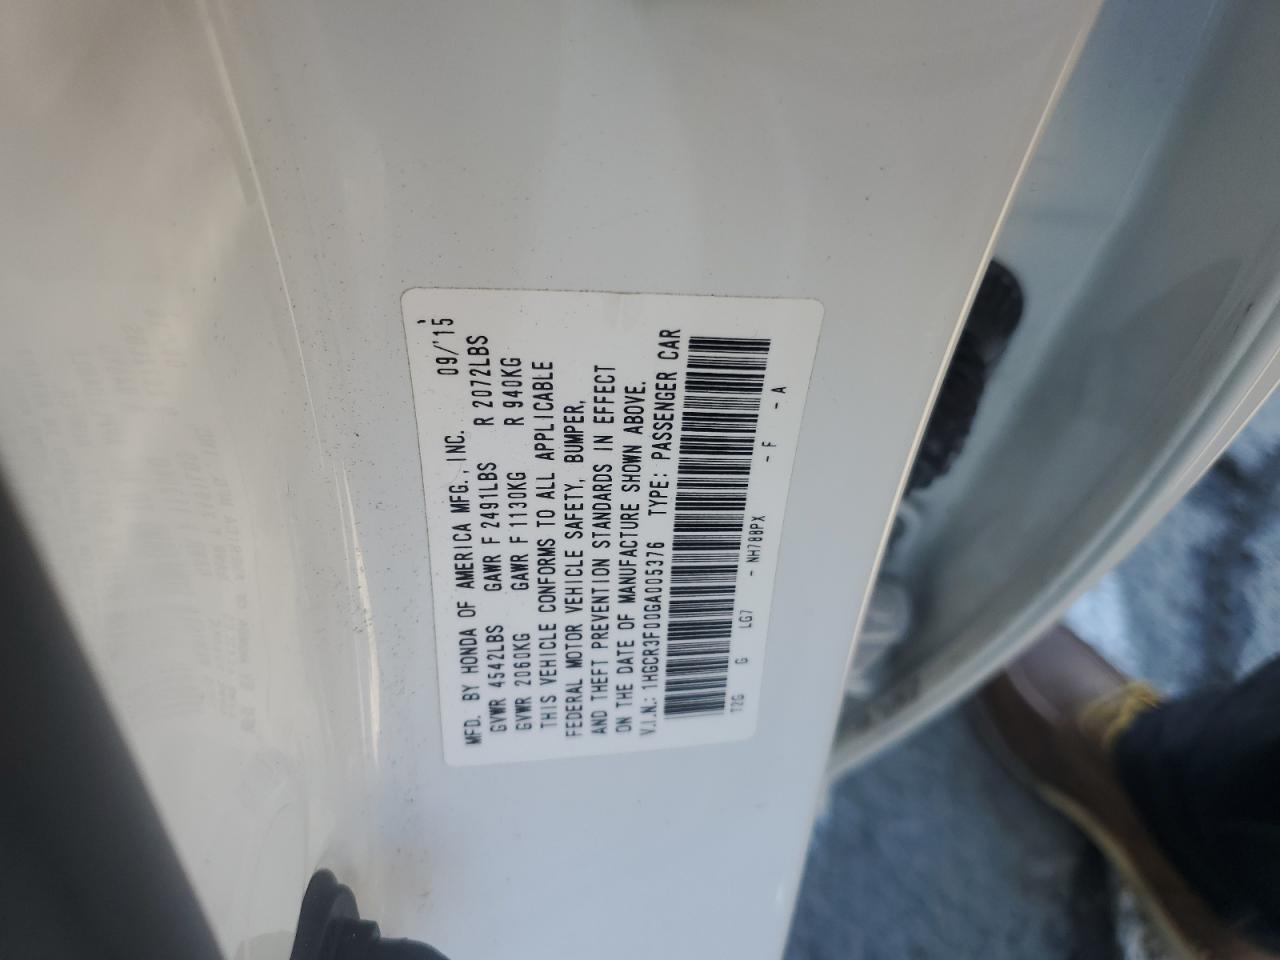 MFD. BY HONDA OF AMERICA MFG., INC. 09/'15
GVWR 4542LBS GAWR F 2491LBS R 2072LBS
GVWR 2060KG GAWR F 1130KG R 940KG
THIS VEHICLE CONFORMS TO ALL APPLICABLE
FEDERAL MOTOR VEHICLE SAFETY, BUMPER,
AND THEFT PREVENTION STANDARDS IN EFFECT
ON THE DATE OF MANUFACTURE SHOWN ABOVE.
V.I.N.: 1HGCR3F00GA005376 TYPE: PASSENGER CAR
T2G G LG7 - NH788PX - F - A